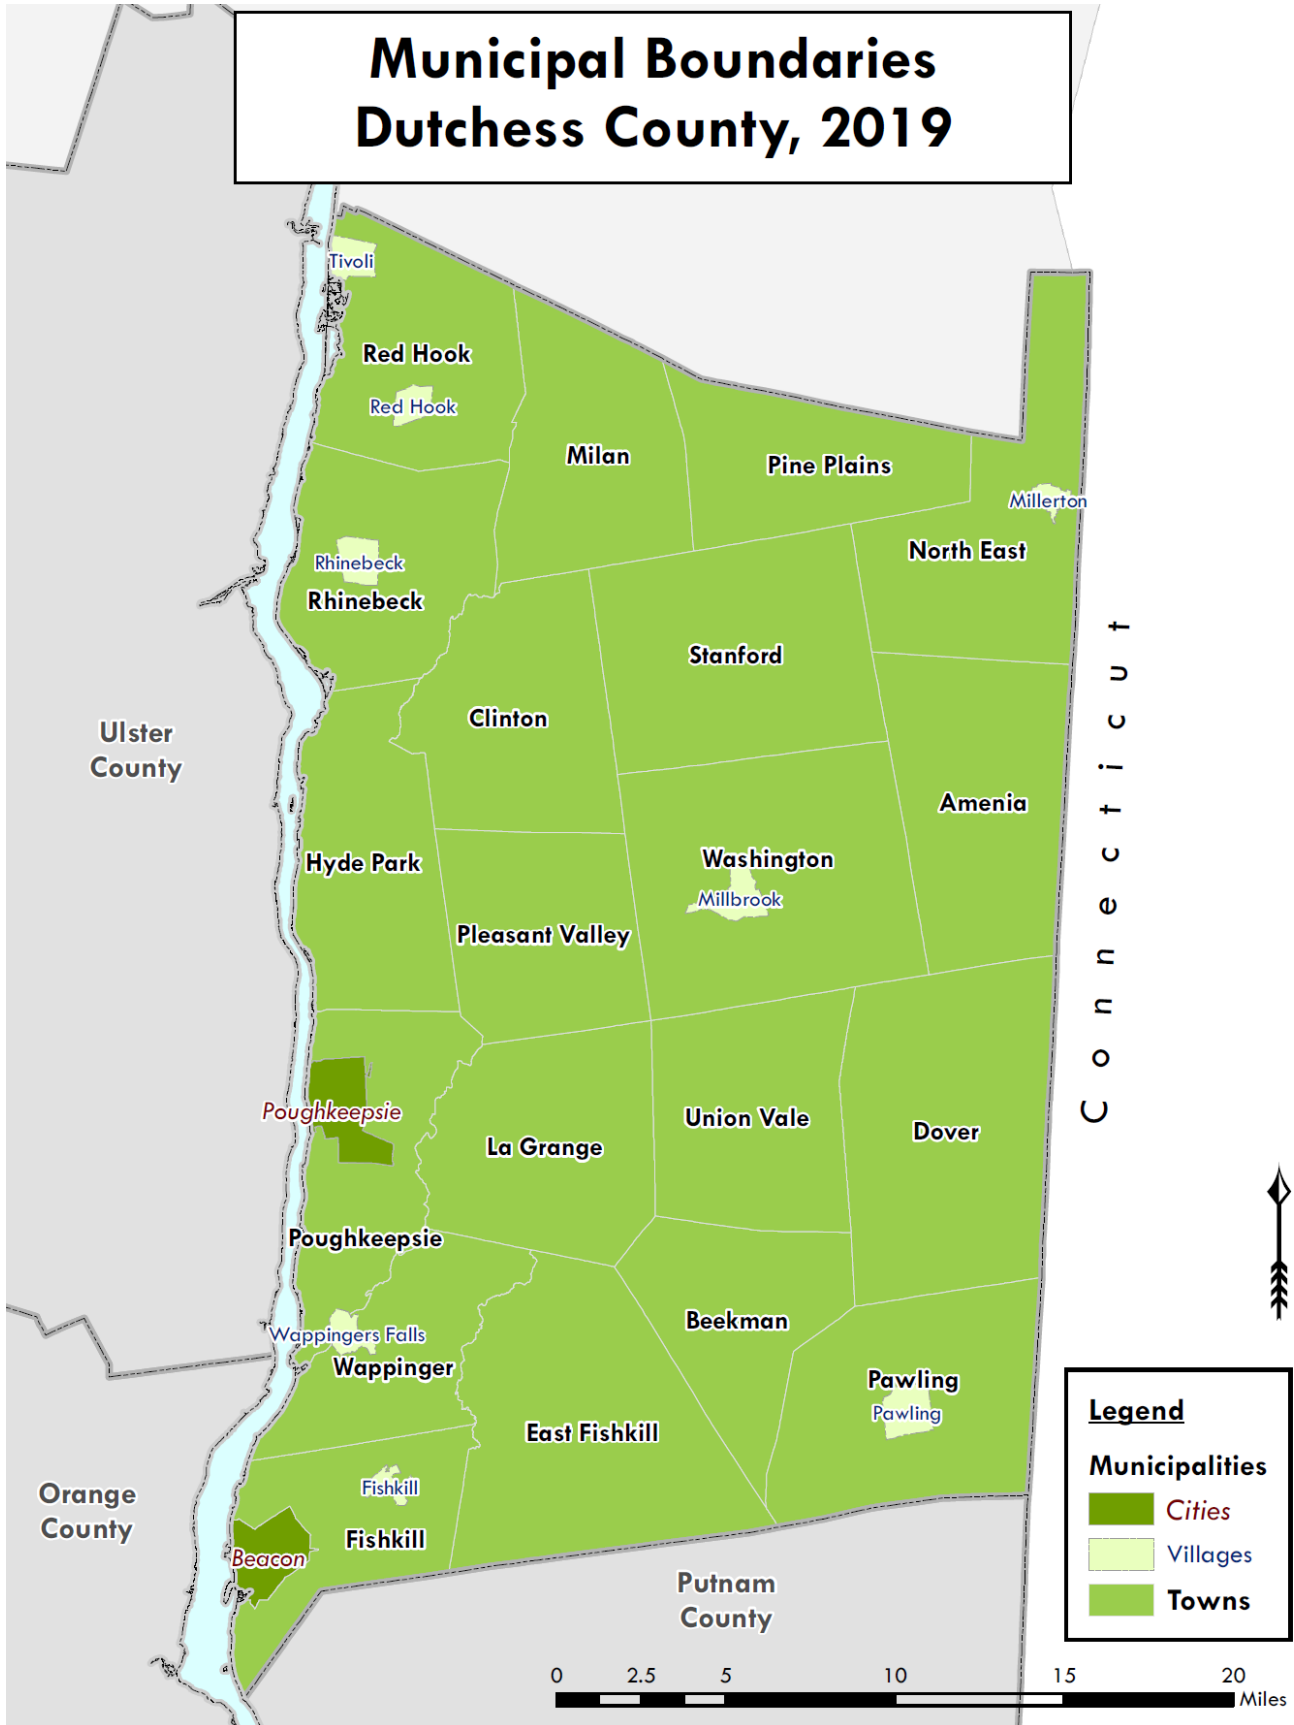 Municipal Boundaries
Dutchess County, 2019
Tivoli
Red Hook
Red Hook
Milan
Pine Plains
Millerton
North East
Rhinebeck
Rhinebeck
Stanford
Clinton
Ulster
County
Connecticut
Amenia
Hyde Park
Washington
Millbrook
Pleasant Valley
Poughkeepsie
Union Vale
Dover
La Grange
Poughkeepsie
Beekman
Wappingers Falls
Wappinger
Pawling
Pawling
East Fishkill
Fishkill
Fishkill
Orange
County
Beacon
Putnam
County
Legend
Municipalities
Cities
Villages
Towns
0 2.5 5 10 15 20
Miles